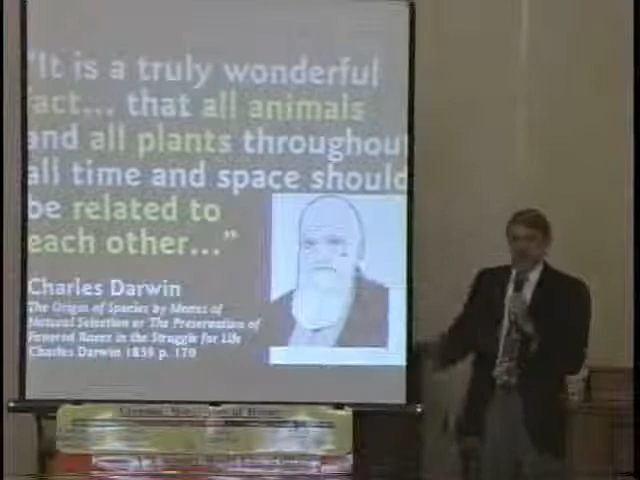 "It is a truly wonderful
fact... that all animals
and all plants throughout
all time and space should
be related to
each other..."
Charles Darwin
The Origin of Species by Means of
Natural Selection or The Preservation of
Favored Races in the Struggle for Life
Charles Darwin 1859 p. 170